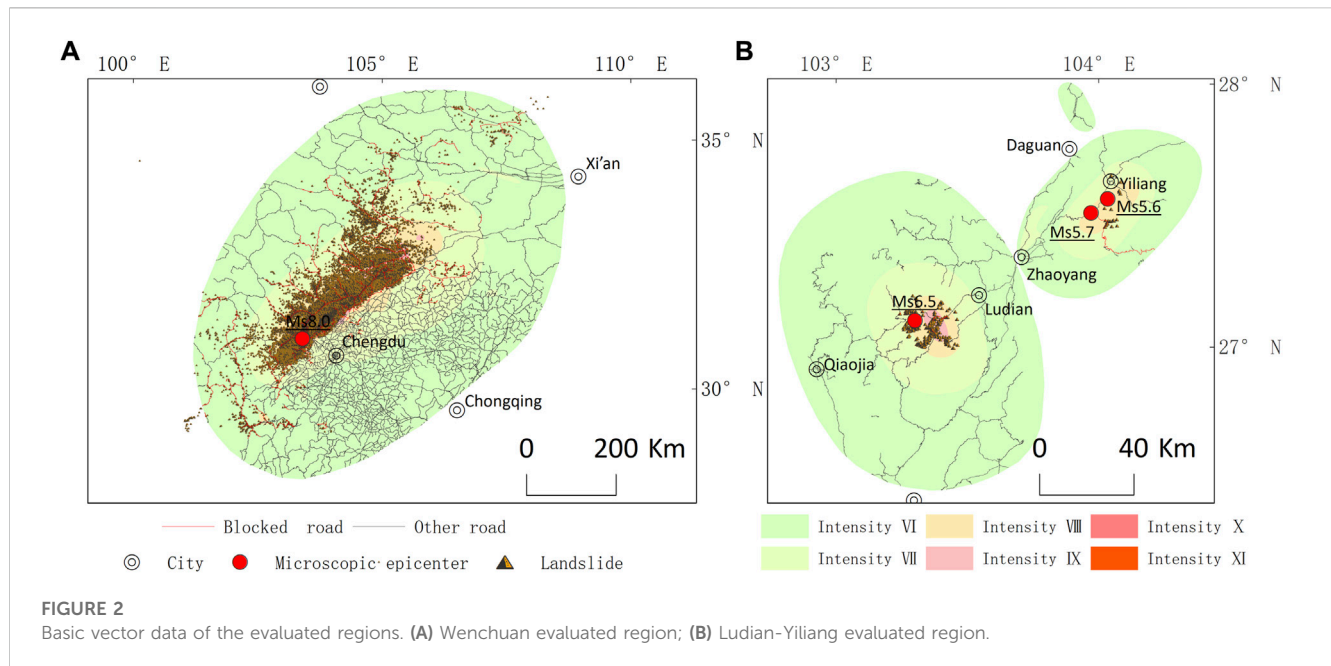 A
100° E
105° E
110° E
35° N
Xi'an
Ms8.0
Chengdu
30° N
Chongqing
0 200 Km
B
103° E
104° E
28° N
Daguan
Yiliang
Ms5.6
Ms5.7
Zhaoyang
Ms6.5
Ludian
27° N
Qiaojia
0 40 Km
Blocked road
Other road
City
Microscopic epicenter
Landslide
Intensity Ⅵ
Intensity Ⅷ
Intensity Ⅹ
Intensity Ⅶ
Intensity Ⅸ
Intensity Ⅺ
FIGURE 2
Basic vector data of the evaluated regions. (A) Wenchuan evaluated region; (B) Ludian-Yiliang evaluated region.